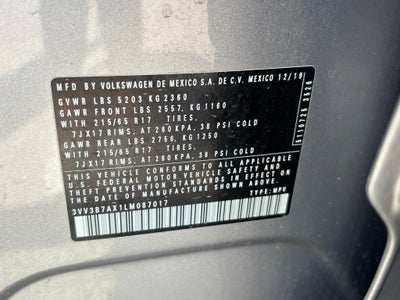 MFD BY VOLKSWAGEN DE MEXICO S.A. DE C.V. MEXICO 12/19
GVWR LBS 5203 KG 2360
GAWR FRONT LBS 2557, KG 1160
WITH 215/65 R17 TIRES.
7JX17 RIMS. AT 260 KPA, 38 PSI COLD
GAWR REAR LBS 2756, KG 1250
WITH 215/65 R17 TIRES.
7JX17 RIMS. AT 260 KPA, 38 PSI COLD
THIS VEHICLE CONFORMS TO ALL APPLICABLE
U.S. FEDERAL MOTOR VEHICLE SAFETY AND
THEFT PREVENTION STANDARDS IN EFFECT ON
THE DATE OF MANUFACTURE SHOWN ABOVE.
TYPE: MPV
3VV3B7AX1LM087017
5110725 3526